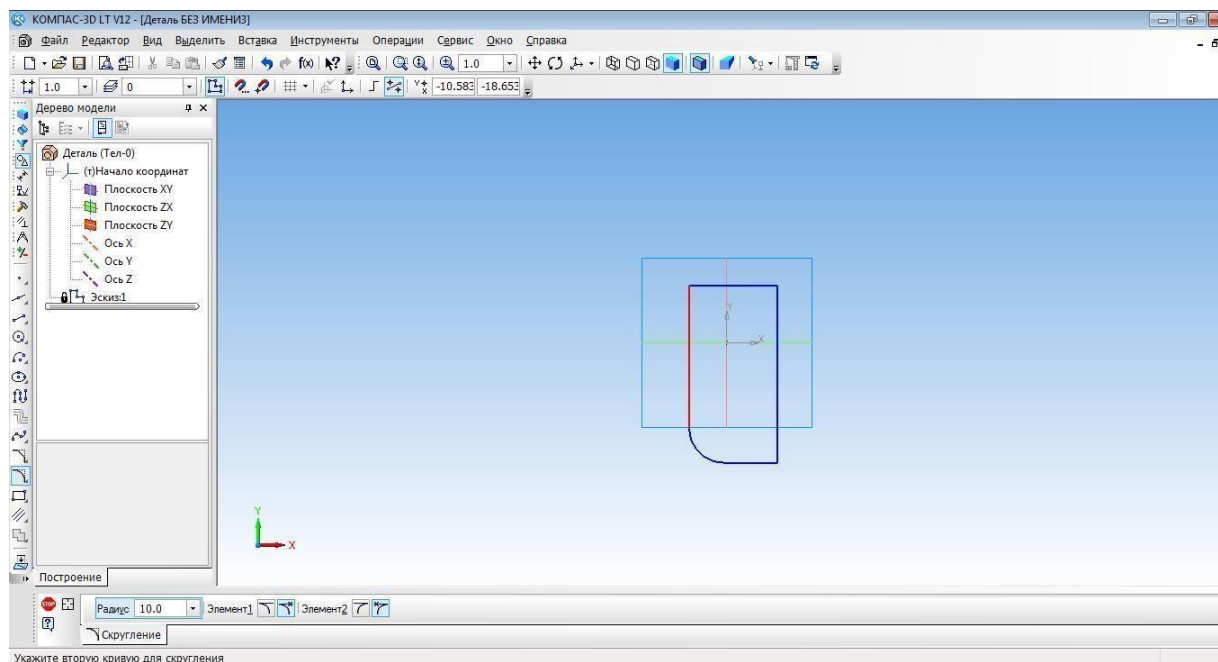 КОМПАС-3D LT V12 - [Деталь БЕЗ ИМЕНИ3]
Файл Редактор Вид Выделить Вставка Инструменты Операции Сервис Окно Справка
1.0
1.0 0 -10.583 -18.653
Дерево модели
Деталь (Тел-0)
(т)Начало координат
Плоскость XY
Плоскость ZX
Плоскость ZY
Ось X
Ось Y
Ось Z
Эскиз:1
Y
X
Y
X
Построение
STOP Радиус 10.0 Элемент1 Элемент2
Скругление
Укажите вторую кривую для скругления